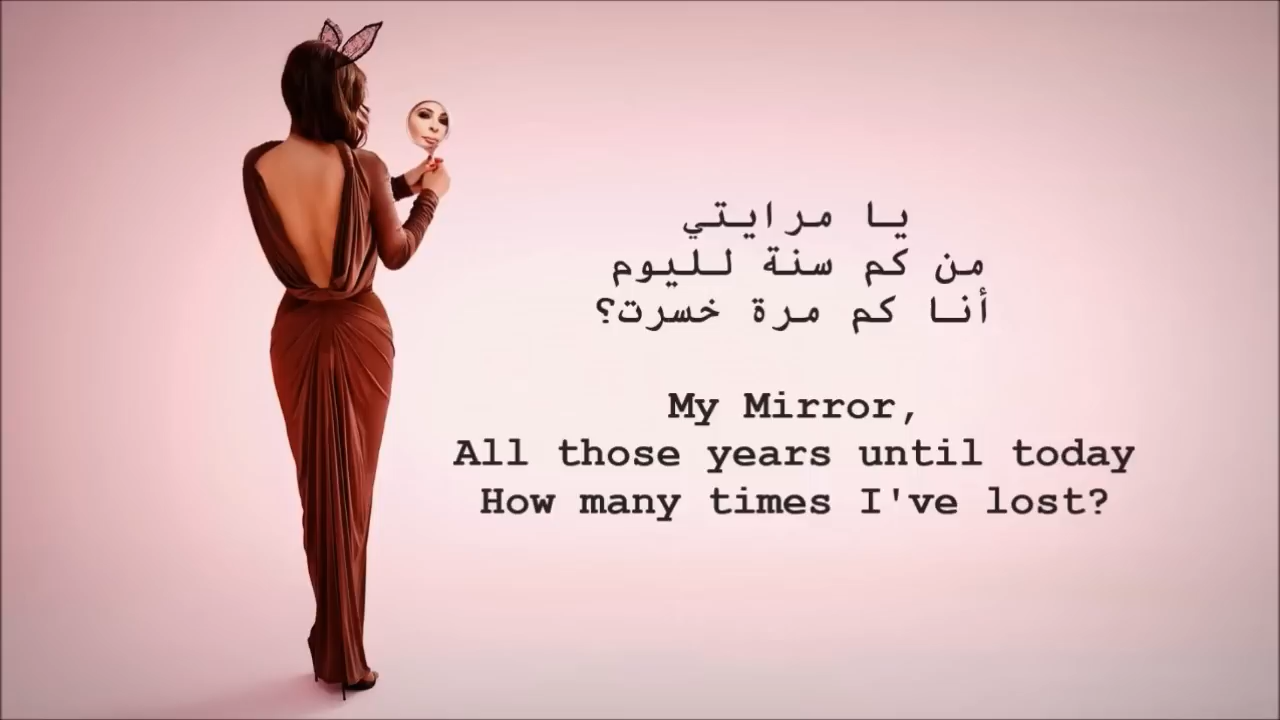 يا مرايتي
من كم سنة لليوم
أنا كم مرة خسرت؟
My Mirror,
All those years until today
How many times I've lost?